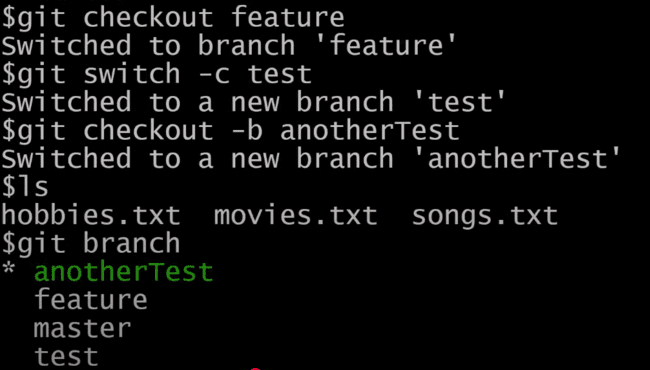 $git checkout feature
Switched to branch 'feature'
$git switch -c test
Switched to a new branch 'test'
$git checkout -b anotherTest
Switched to a new branch 'anotherTest'
$ls
hobbies.txt  movies.txt  songs.txt
$git branch
* anotherTest
  feature
  master
  test